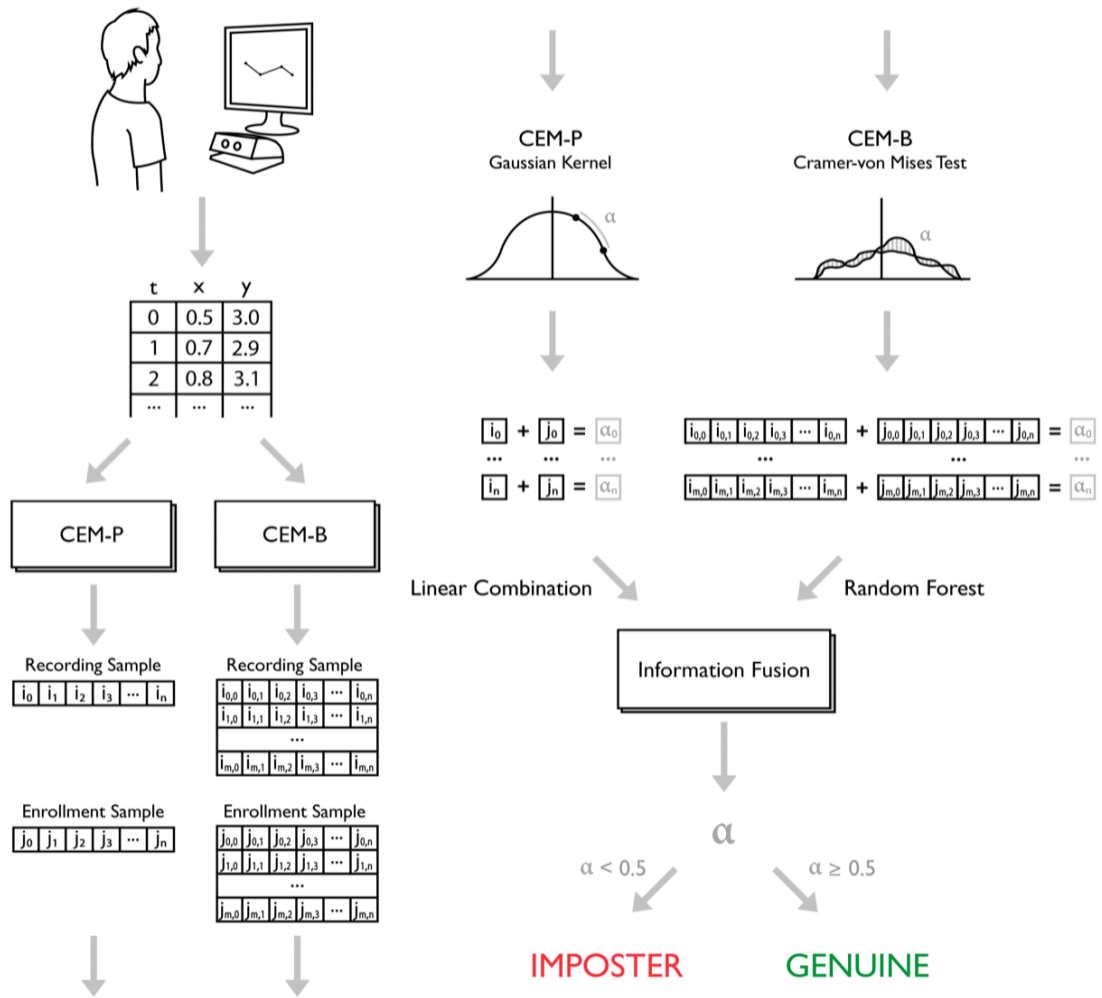 t x y
0 0.5 3.0
1 0.7 2.9
2 0.8 3.1
... ... ...
CEM-P
CEM-B
Recording Sample
i₀ i₁ i₂ i₃ ... iₙ
Enrollment Sample
j₀ j₁ j₂ j₃ ... jₙ
Recording Sample
i₀,₀ i₀,₁ i₀,₂ i₀,₃ ... i₀,ₙ
i₁,₀ i₁,₁ i₁,₂ i₁,₃ ... i₁,ₙ
...
iₘ,₀ iₘ,₁ iₘ,₂ iₘ,₃ ... iₘ,ₙ
Enrollment Sample
j₀,₀ j₀,₁ j₀,₂ j₀,₃ ... j₀,ₙ
j₁,₀ j₁,₁ j₁,₂ j₁,₃ ... j₁,ₙ
...
jₘ,₀ jₘ,₁ jₘ,₂ jₘ,₃ ... jₘ,ₙ
CEM-P
Gaussian Kernel
α
i₀ + j₀ = α₀
... ... ...
iₙ + jₙ = αₙ
CEM-B
Cramer-von Mises Test
α
i₀,₀ i₀,₁ i₀,₂ i₀,₃ ... i₀,ₙ + j₀,₀ j₀,₁ j₀,₂ j₀,₃ ... j₀,ₙ = α₀
... ... ...
iₘ,₀ iₘ,₁ iₘ,₂ iₘ,₃ ... iₘ,ₙ + jₘ,₀ jₘ,₁ jₘ,₂ jₘ,₃ ... jₘ,ₙ = αₙ
Linear Combination
Random Forest
Information Fusion
α
α < 0.5
α ≥ 0.5
IMPOSTER
GENUINE